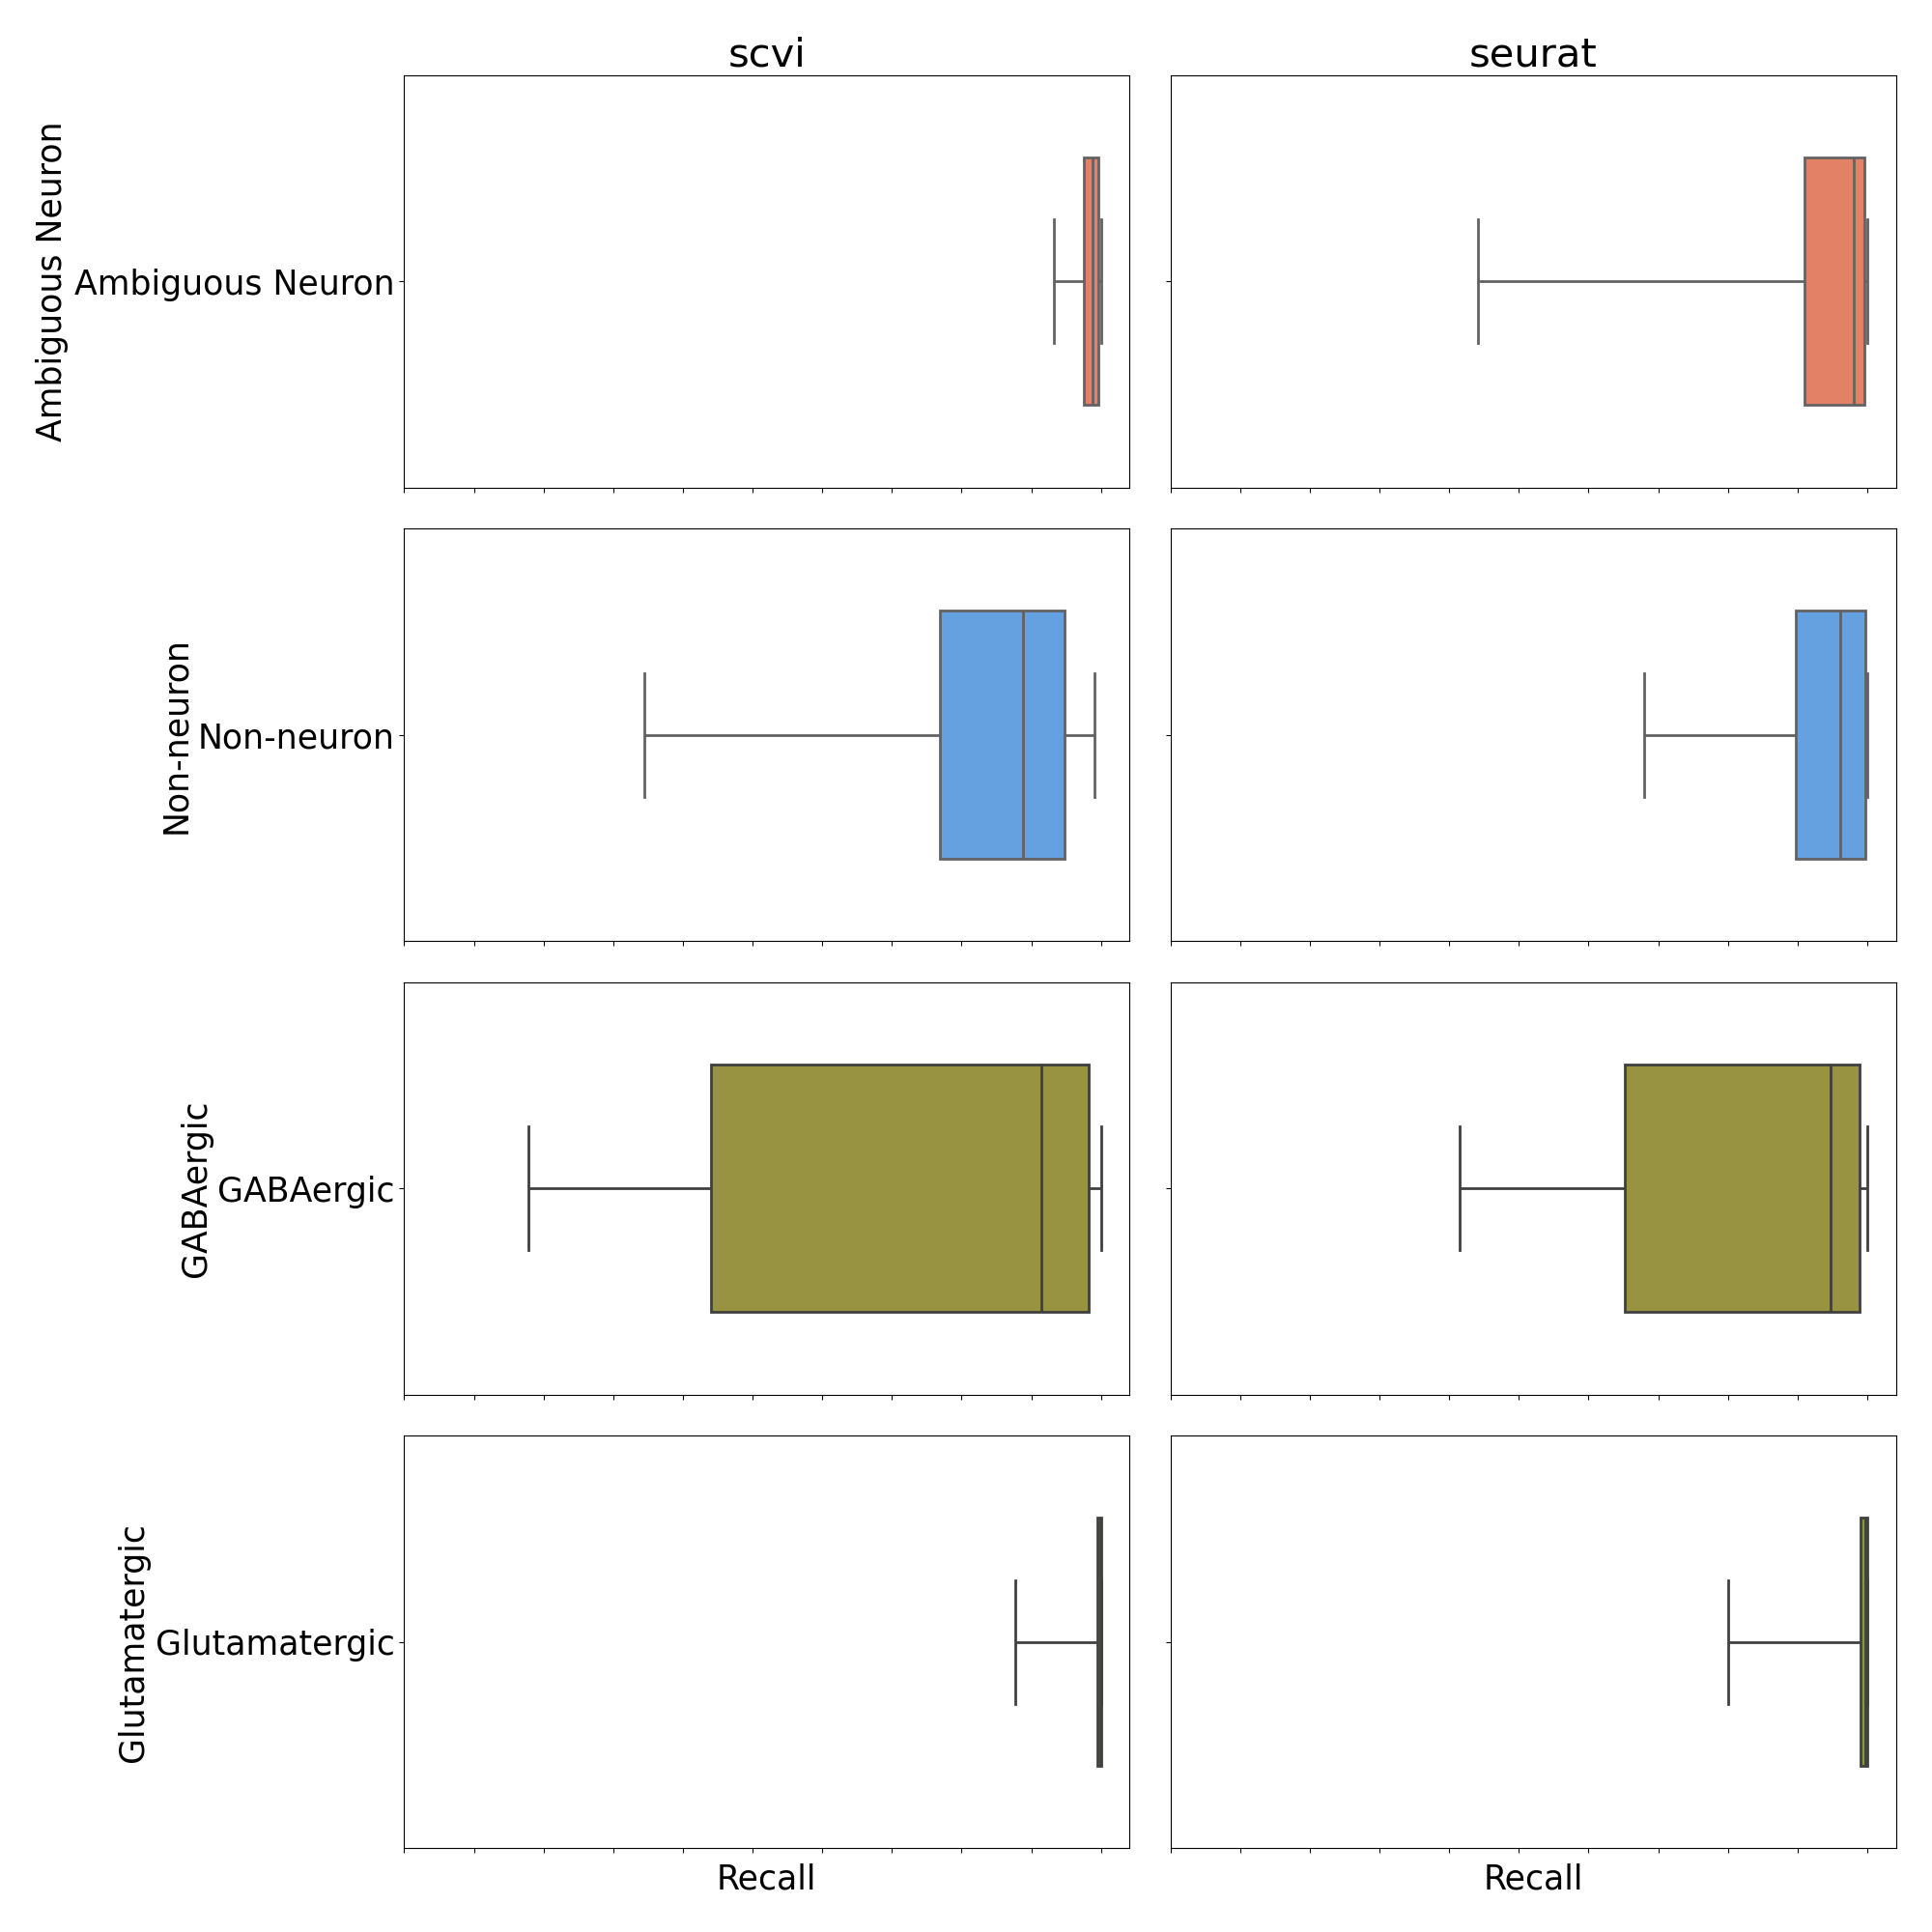 scvi
seurat
Ambiguous Neuron
Ambiguous Neuron
Non-neuron
Non-neuron
GABAergic
GABAergic
Glutamatergic
Glutamatergic
Recall
Recall